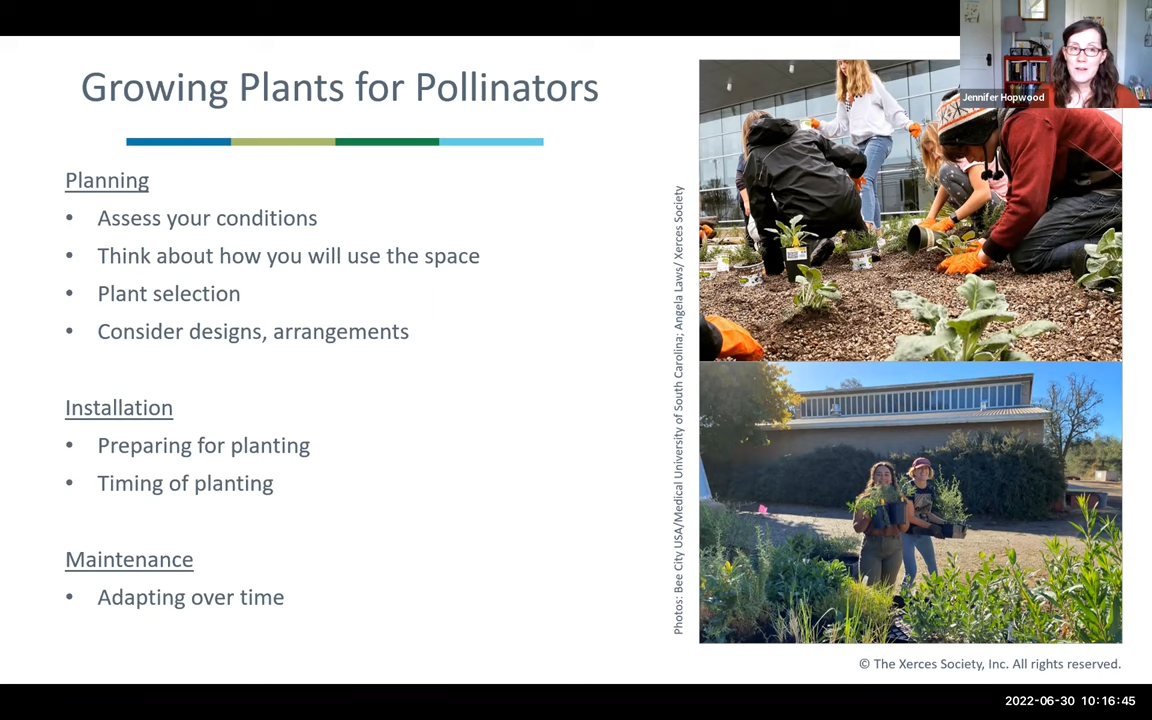 Growing Plants for Pollinators
Jennifer Hopwood
Planning
• Assess your conditions
• Think about how you will use the space
• Plant selection
• Consider designs, arrangements
Installation
• Preparing for planting
• Timing of planting
Maintenance
• Adapting over time
Photos: Bee City USA/Medical University of South Carolina; Angela Laws/ Xerces Society
© The Xerces Society, Inc. All rights reserved.
2022-06-30 10:16:45